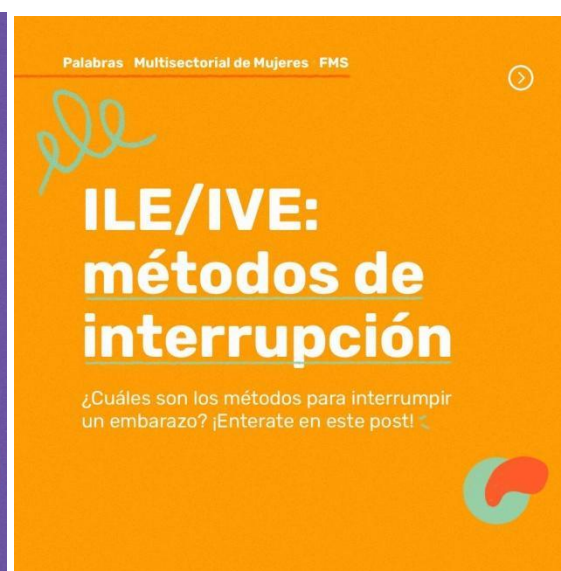 Palabras Multisectorial de Mujeres FMS
ILE/IVE:
métodos de
interrupción
¿Cuáles son los métodos para interrumpir
un embarazo? ¡Enterate en este post!